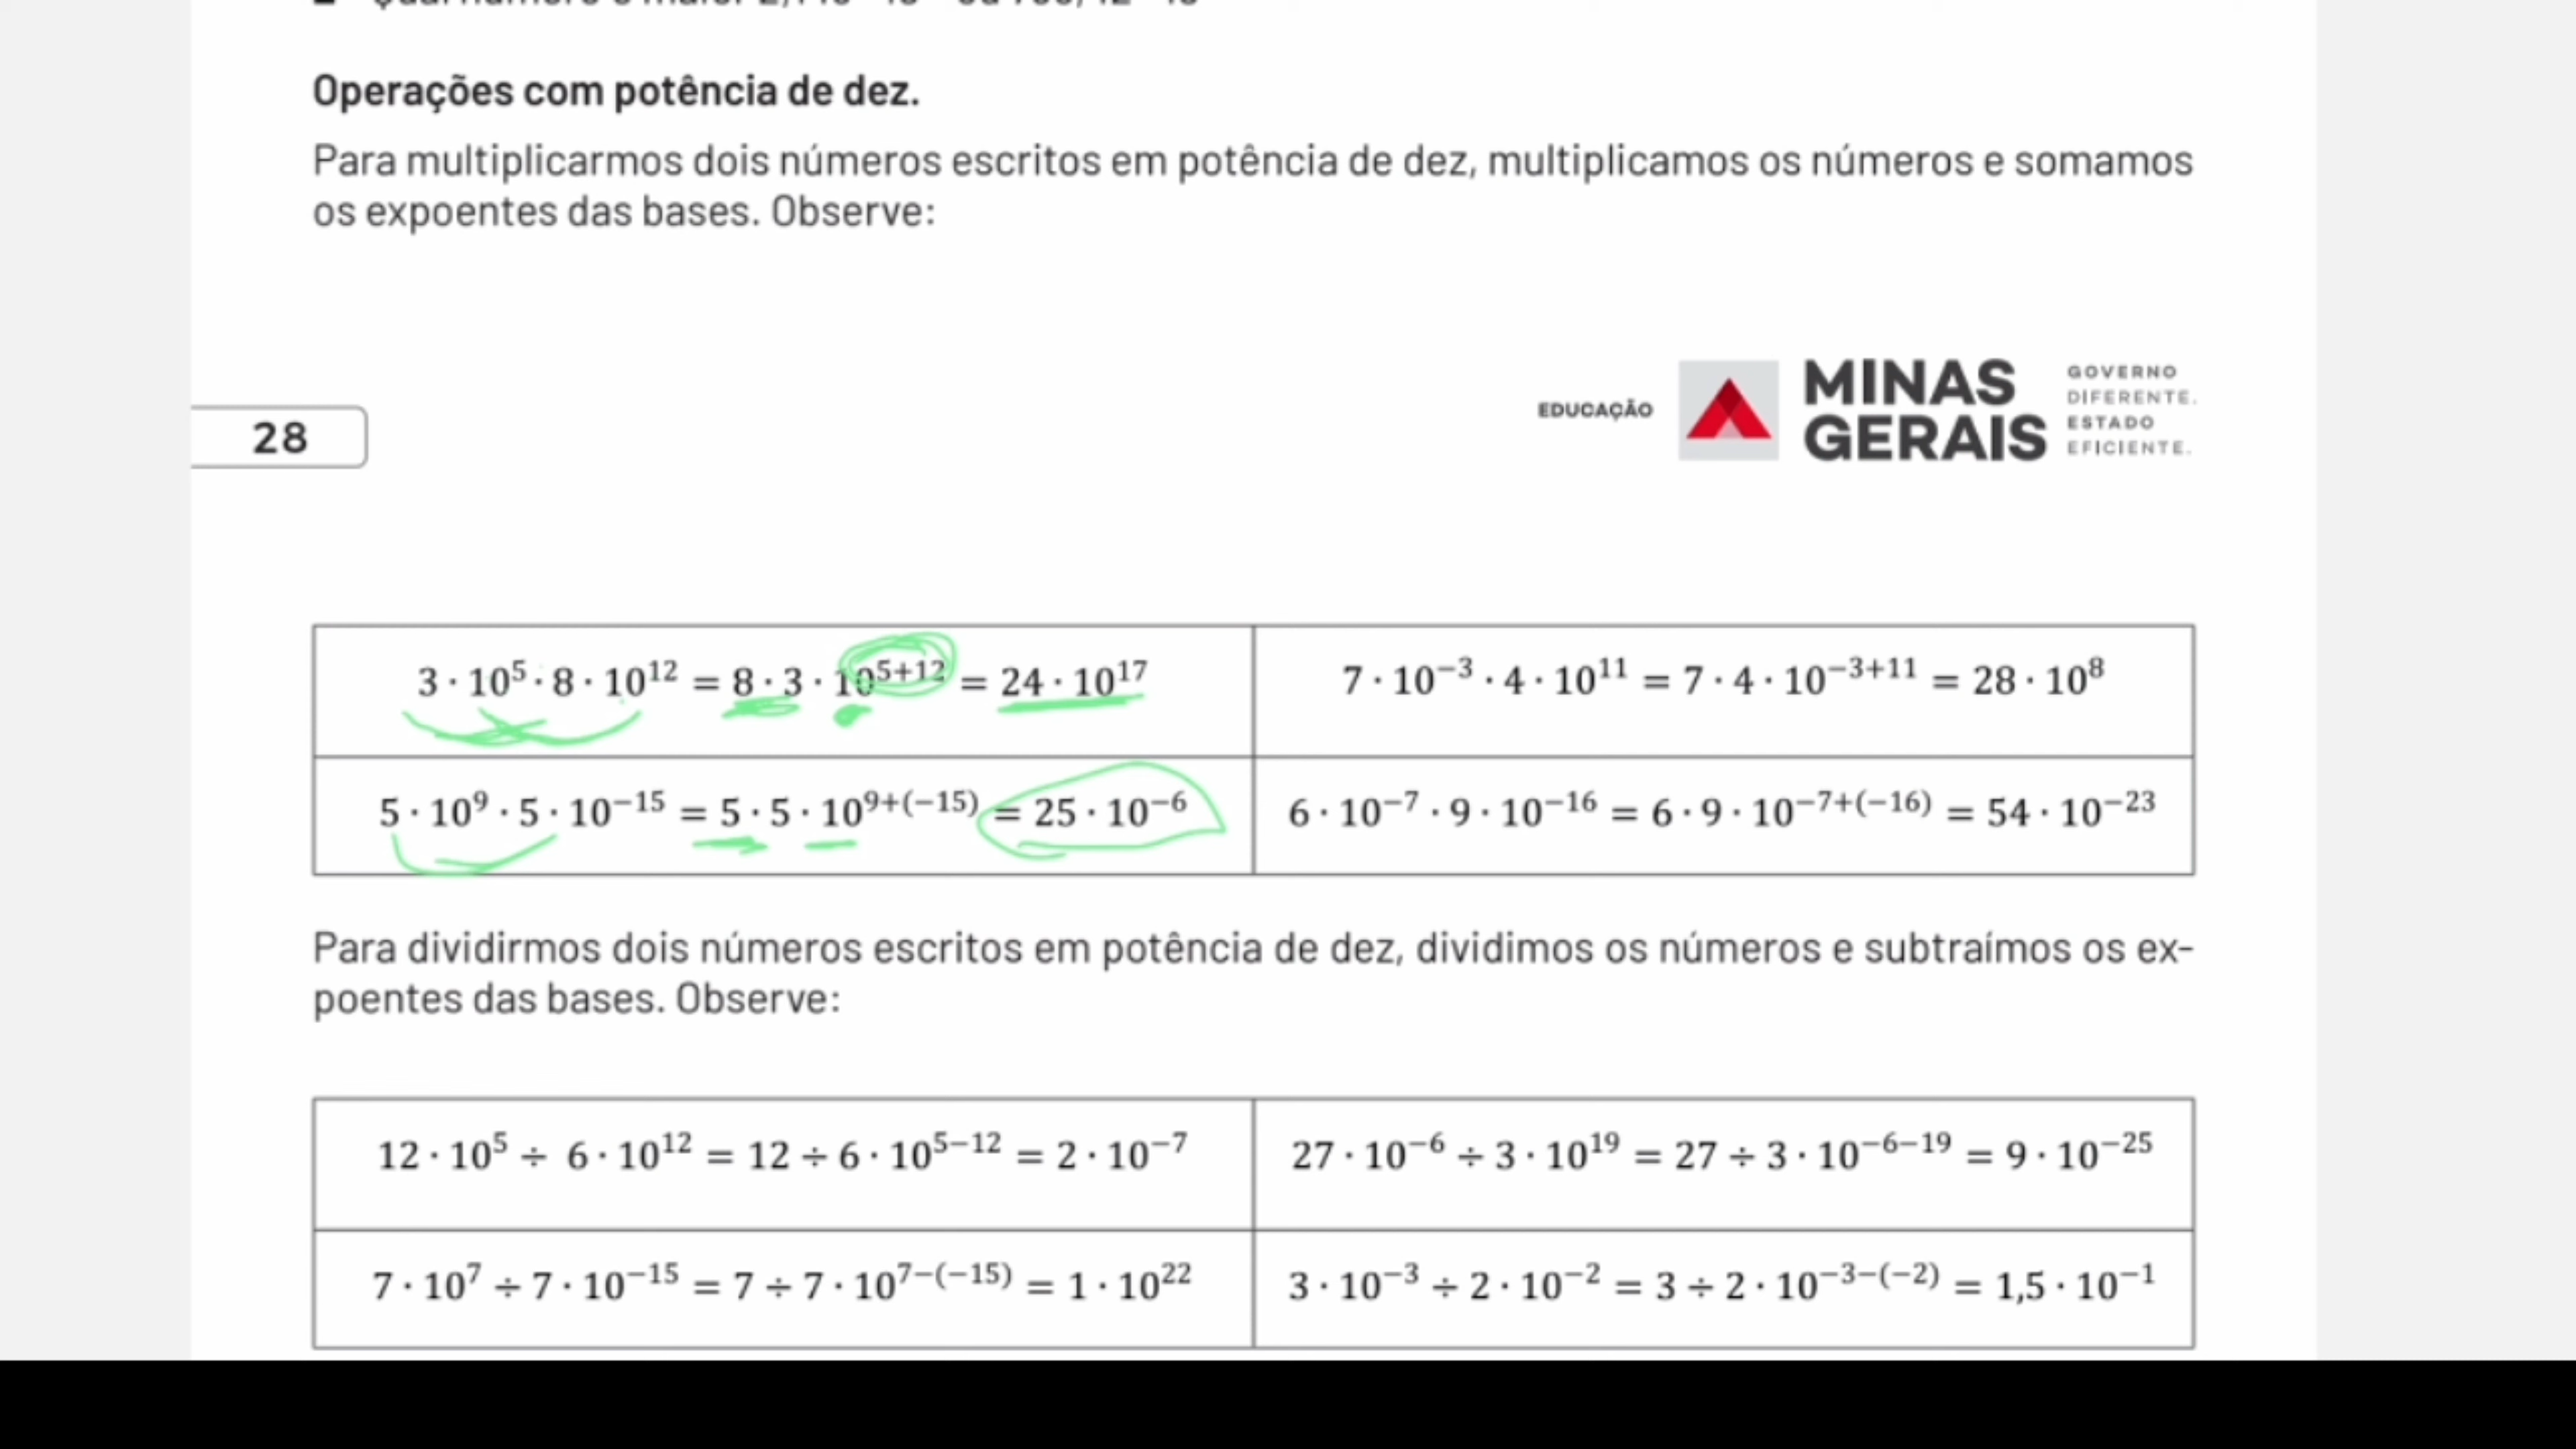 Operações com potência de dez.
Para multiplicarmos dois números escritos em potência de dez, multiplicamos os números e somamos
os expoentes das bases. Observe:
EDUCAÇÃO
MINAS
GERAIS
GOVERNO
DIFERENTE.
ESTADO
EFICIENTE.
28
3 · 10⁵ · 8 · 10¹² = 8 · 3 · 10⁵⁺¹² = 24 · 10¹⁷
7 · 10⁻³ · 4 · 10¹¹ = 7 · 4 · 10⁻³⁺¹¹ = 28 · 10⁸
5 · 10⁹ · 5 · 10⁻¹⁵ = 5 · 5 · 10⁹⁺⁽⁻¹⁵⁾ = 25 · 10⁻⁶
6 · 10⁻⁷ · 9 · 10⁻¹⁶ = 6 · 9 · 10⁻⁷⁺⁽⁻¹⁶⁾ = 54 · 10⁻²³
Para dividirmos dois números escritos em potência de dez, dividimos os números e subtraímos os ex-
poentes das bases. Observe:
12 · 10⁵ ÷ 6 · 10¹² = 12 ÷ 6 · 10⁵⁻¹² = 2 · 10⁻⁷
27 · 10⁻⁶ ÷ 3 · 10¹⁹ = 27 ÷ 3 · 10⁻⁶⁻¹⁹ = 9 · 10⁻²⁵
7 · 10⁷ ÷ 7 · 10⁻¹⁵ = 7 ÷ 7 · 10⁷⁻⁽⁻¹⁵⁾ = 1 · 10²²
3 · 10⁻³ ÷ 2 · 10⁻² = 3 ÷ 2 · 10⁻³⁻⁽⁻²⁾ = 1,5 · 10⁻¹